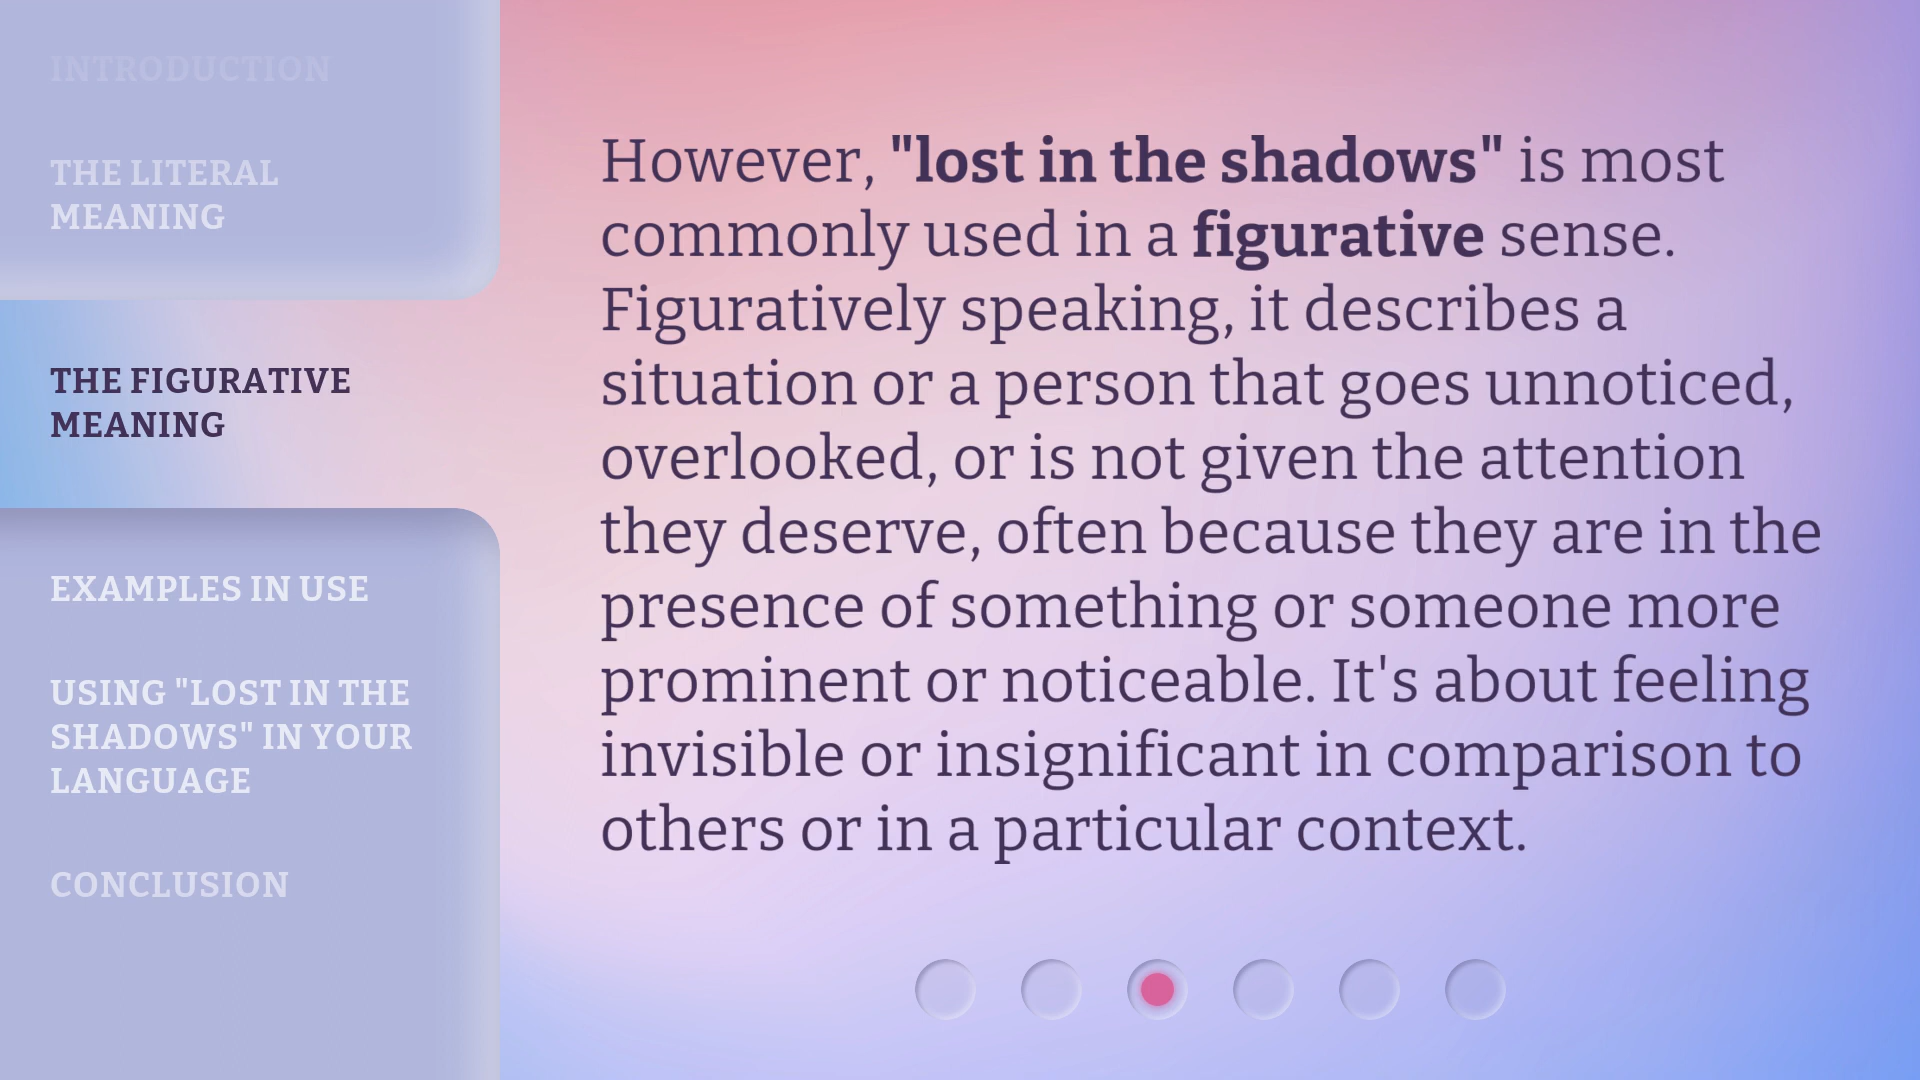 INTRODUCTION
THE LITERAL
MEANING
THE FIGURATIVE
MEANING
EXAMPLES IN USE
USING "LOST IN THE
SHADOWS" IN YOUR
LANGUAGE
CONCLUSION
However, "lost in the shadows" is most
commonly used in a figurative sense.
Figuratively speaking, it describes a
situation or a person that goes unnoticed,
overlooked, or is not given the attention
they deserve, often because they are in the
presence of something or someone more
prominent or noticeable. It's about feeling
invisible or insignificant in comparison to
others or in a particular context.